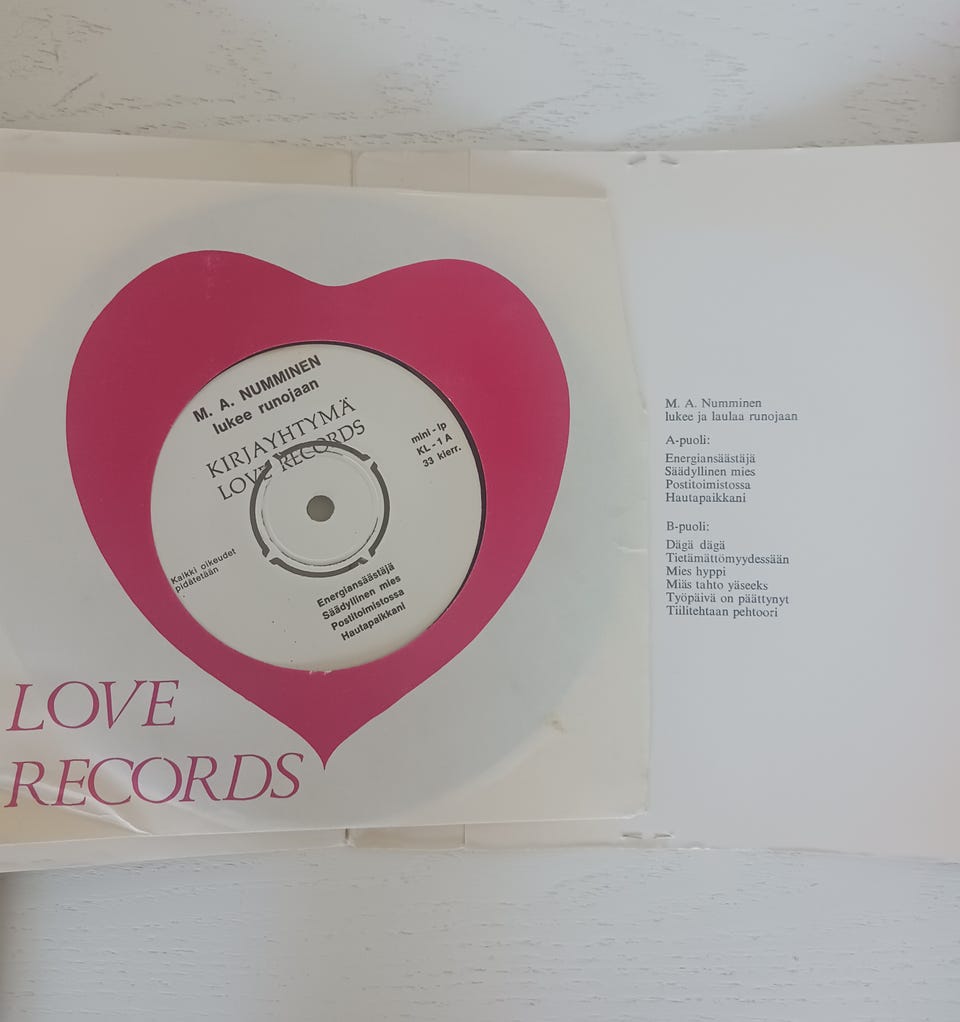 M. A. NUMMINEN
lukee runojaan
KIRJAYHTYMÄ
LOVE RECORDS
mini-lp
KL-1 A
33 kierr.
Kaikki oikeudet
pidätetään
Energiansäästäjä
Säädyllinen mies
Postitoimistossa
Hautapaikkani
LOVE
RECORDS
M. A. Numminen
lukee ja laulaa runojaan
A-puoli:
Energiansäästäjä
Säädyllinen mies
Postitoimistossa
Hautapaikkani
B-puoli:
Dägä dägä
Tietämättömyydessään
Mies hyppi
Miäs tahto yäseeks
Työpäivä on päättynyt
Tiilitehtaan pehtoori